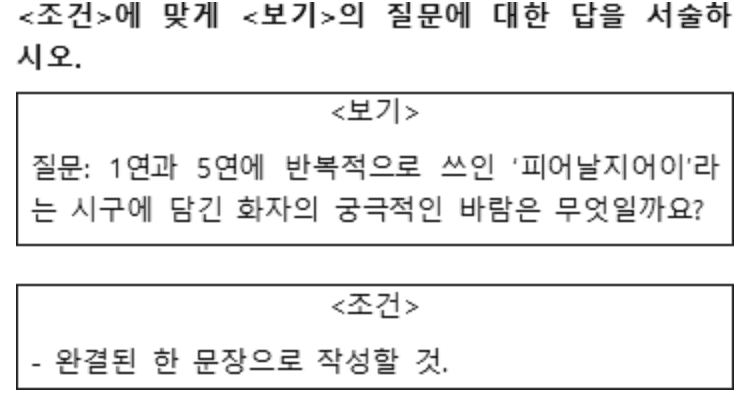 <조건>에 맞게 <보기>의 질문에 대한 답을 서술하
시오.
<보기>
질문: 1연과 5연에 반복적으로 쓰인 ‘피어날지어이’라
는 시구에 담긴 화자의 궁극적인 바람은 무엇일까요?
<조건>
- 완결된 한 문장으로 작성할 것.